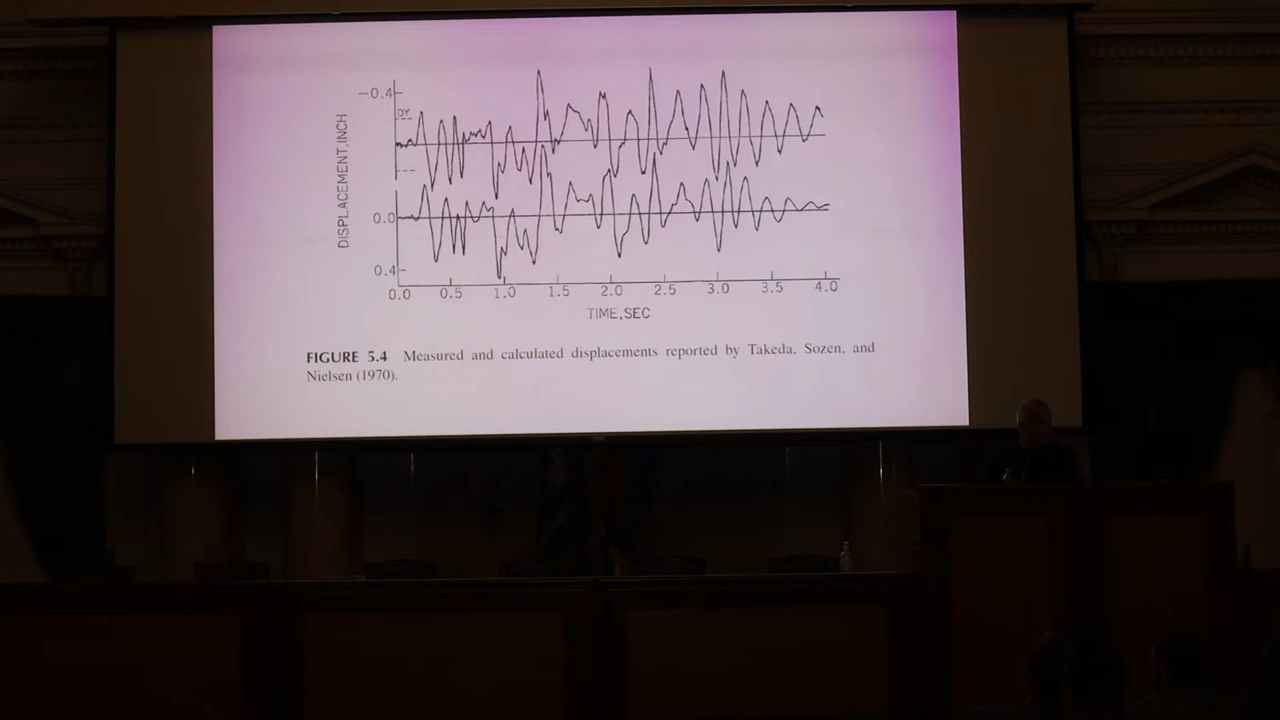 -0.4
DY
DISPLACEMENT,INCH
0.0
0.4
0.0 0.5 1.0 1.5 2.0 2.5 3.0 3.5 4.0
TIME,SEC
FIGURE 5.4 Measured and calculated displacements reported by Takeda, Sozen, and
Nielsen (1970).